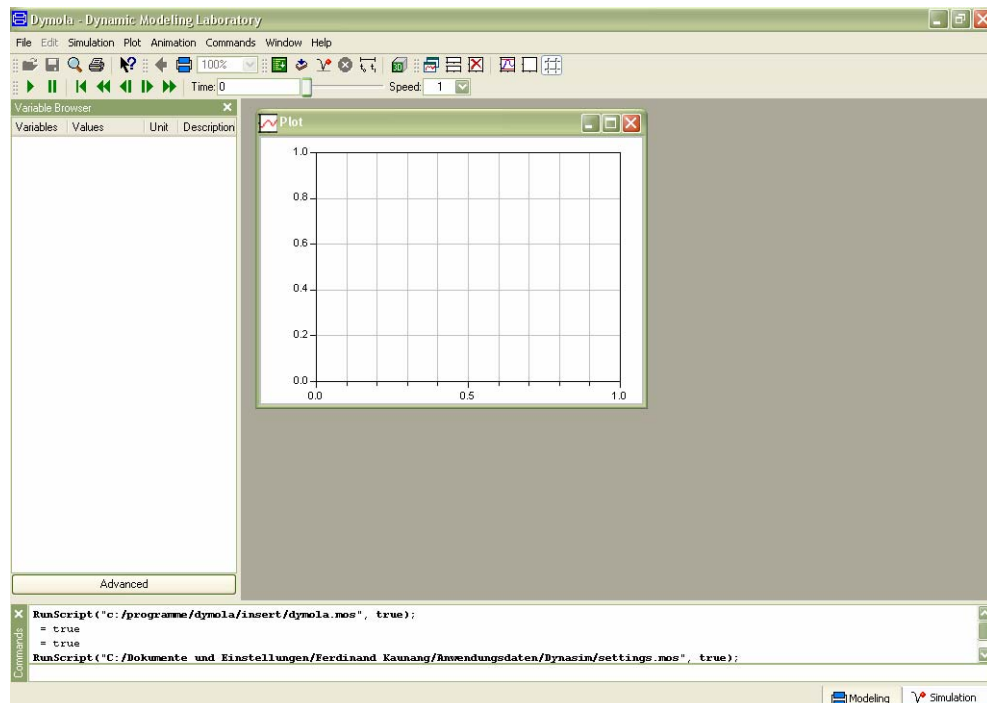 Dymola - Dynamic Modeling Laboratory
File Edit Simulation Plot Animation Commands Window Help
100%
3D
Time: 0 Speed: 1
Variable Browser
Variables Values Unit Description
Plot
1.0
0.8
0.6
0.4
0.2
0.0
0.0 0.5 1.0
Advanced
Commands
RunScript("c:/programme/dymola/insert/dymola.mos", true);
= true
= true
RunScript("C:/Dokumente und Einstellungen/Ferdinand Kaunang/Anwendungsdaten/Dynasim/settings.mos", true);
Modeling Simulation